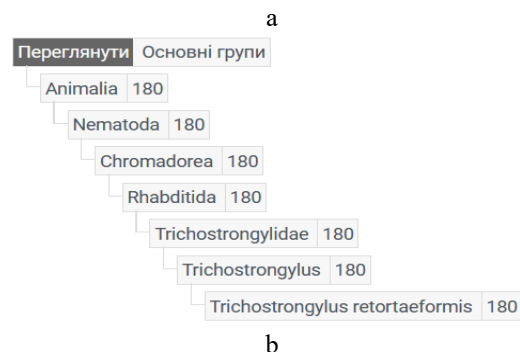 a
Переглянути Основні групи
Animalia 180
Nematoda 180
Chromadorea 180
Rhabditida 180
Trichostrongylidae 180
Trichostrongylus 180
Trichostrongylus retortaeformis 180
b